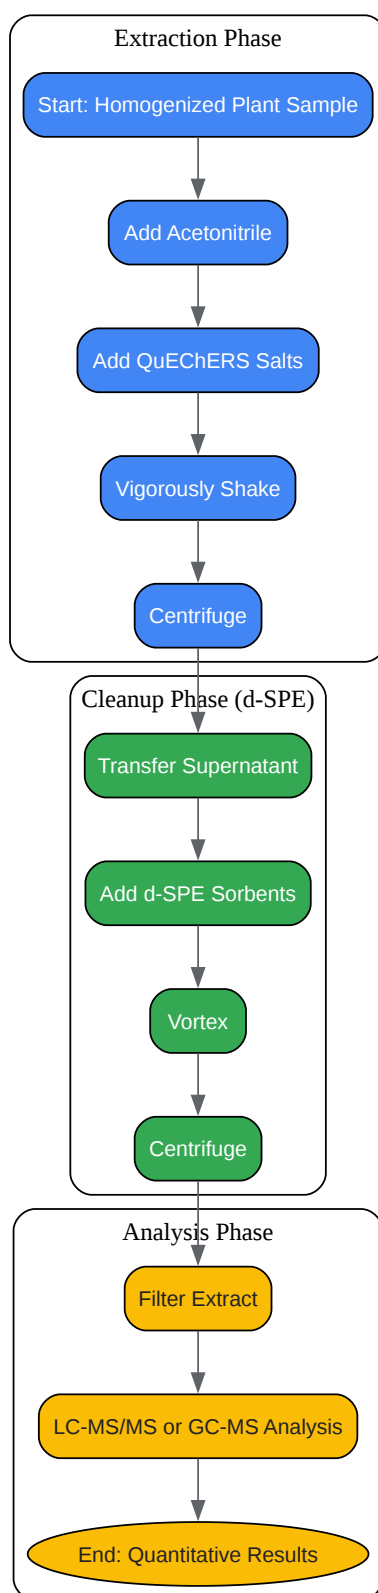 Extraction Phase
Start: Homogenized Plant Sample
Add Acetonitrile
Add QuEChERS Salts
Vigorously Shake
Centrifuge
Cleanup Phase (d-SPE)
Transfer Supernatant
Add d-SPE Sorbents
Vortex
Centrifuge
Analysis Phase
Filter Extract
LC-MS/MS or GC-MS Analysis
End: Quantitative Results